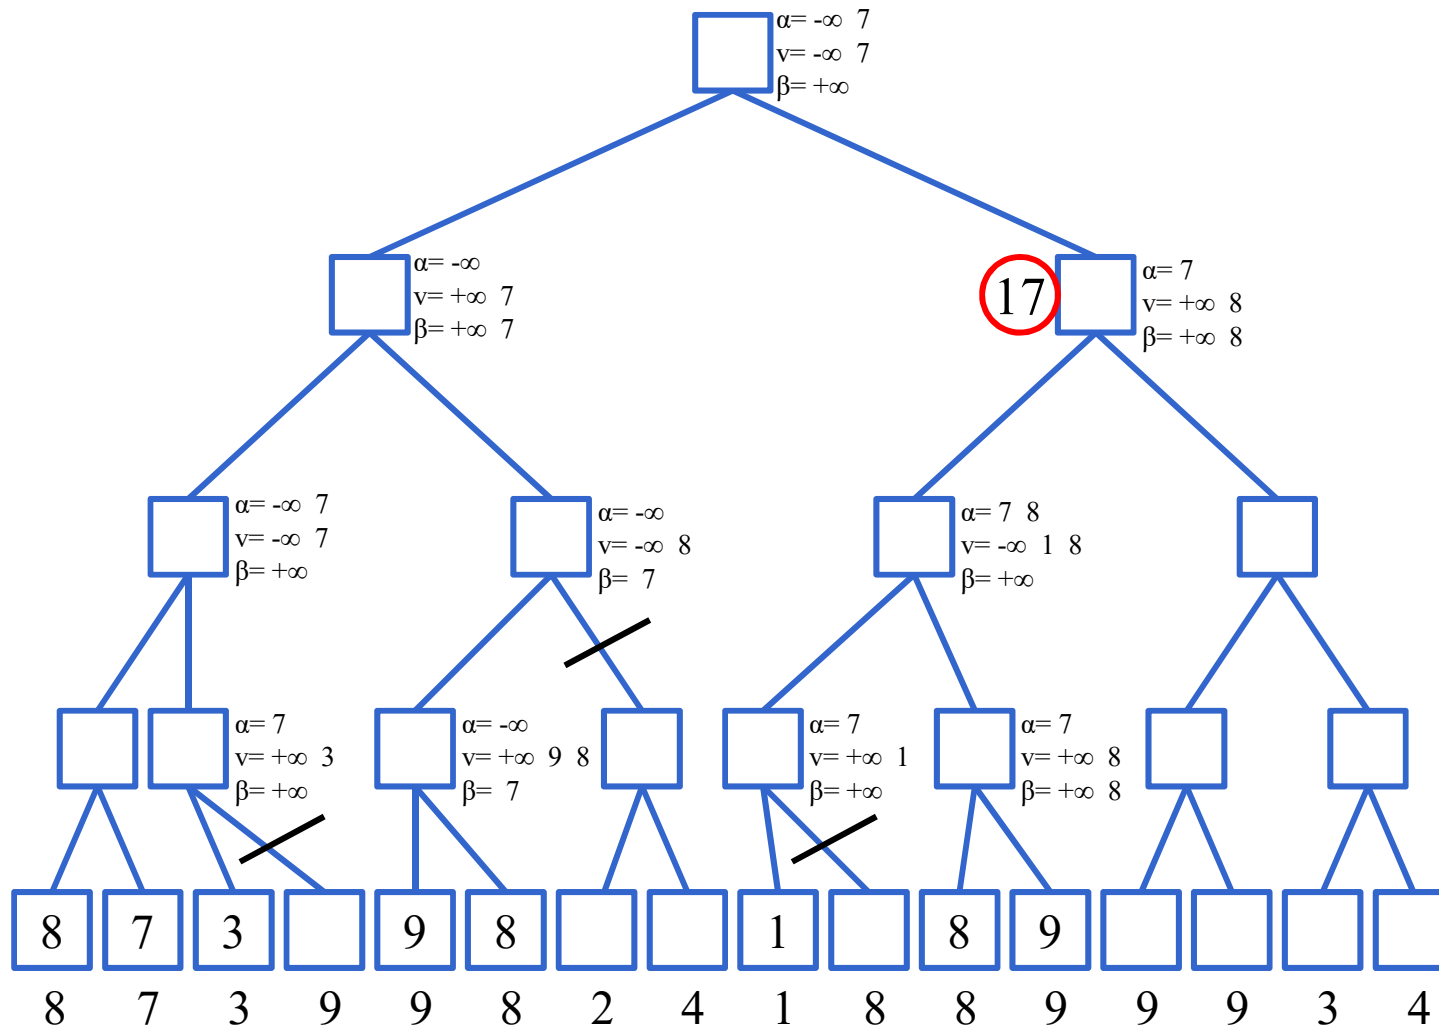 α= -∞ 7
v= -∞ 7
β= +∞
α= -∞
v= +∞ 7
β= +∞ 7
17
α= 7
v= +∞ 8
β= +∞ 8
α= -∞ 7
v= -∞ 7
β= +∞
α= -∞
v= -∞ 8
β= 7
α= 7 8
v= -∞ 1 8
β= +∞
α= 7
v= +∞ 3
β= +∞
α= -∞
v= +∞ 9 8
β= 7
α= 7
v= +∞ 1
β= +∞
α= 7
v= +∞ 8
β= +∞ 8
8 7 3 9 8 1 8 9
8 7 3 9 9 8 2 4 1 8 8 9 9 9 3 4